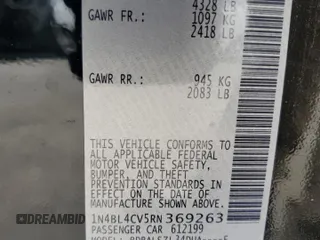 4328 LB
GAWR FR.: 1097 KG
2418 LB
GAWR RR.: 945 KG
2083 LB
THIS VEHICLE CONFORMS TO ALL
APPLICABLE FEDERAL
MOTOR VEHICLE SAFETY,
BUMPER, AND THEFT
PREVENTION STANDARDS IN
EFFECT ON THE DATE OF
MANUFACTURE SHOWN ABOVE.
1N4BL4CV5RN369263
PASSENGER CAR 612199
DREAMBID